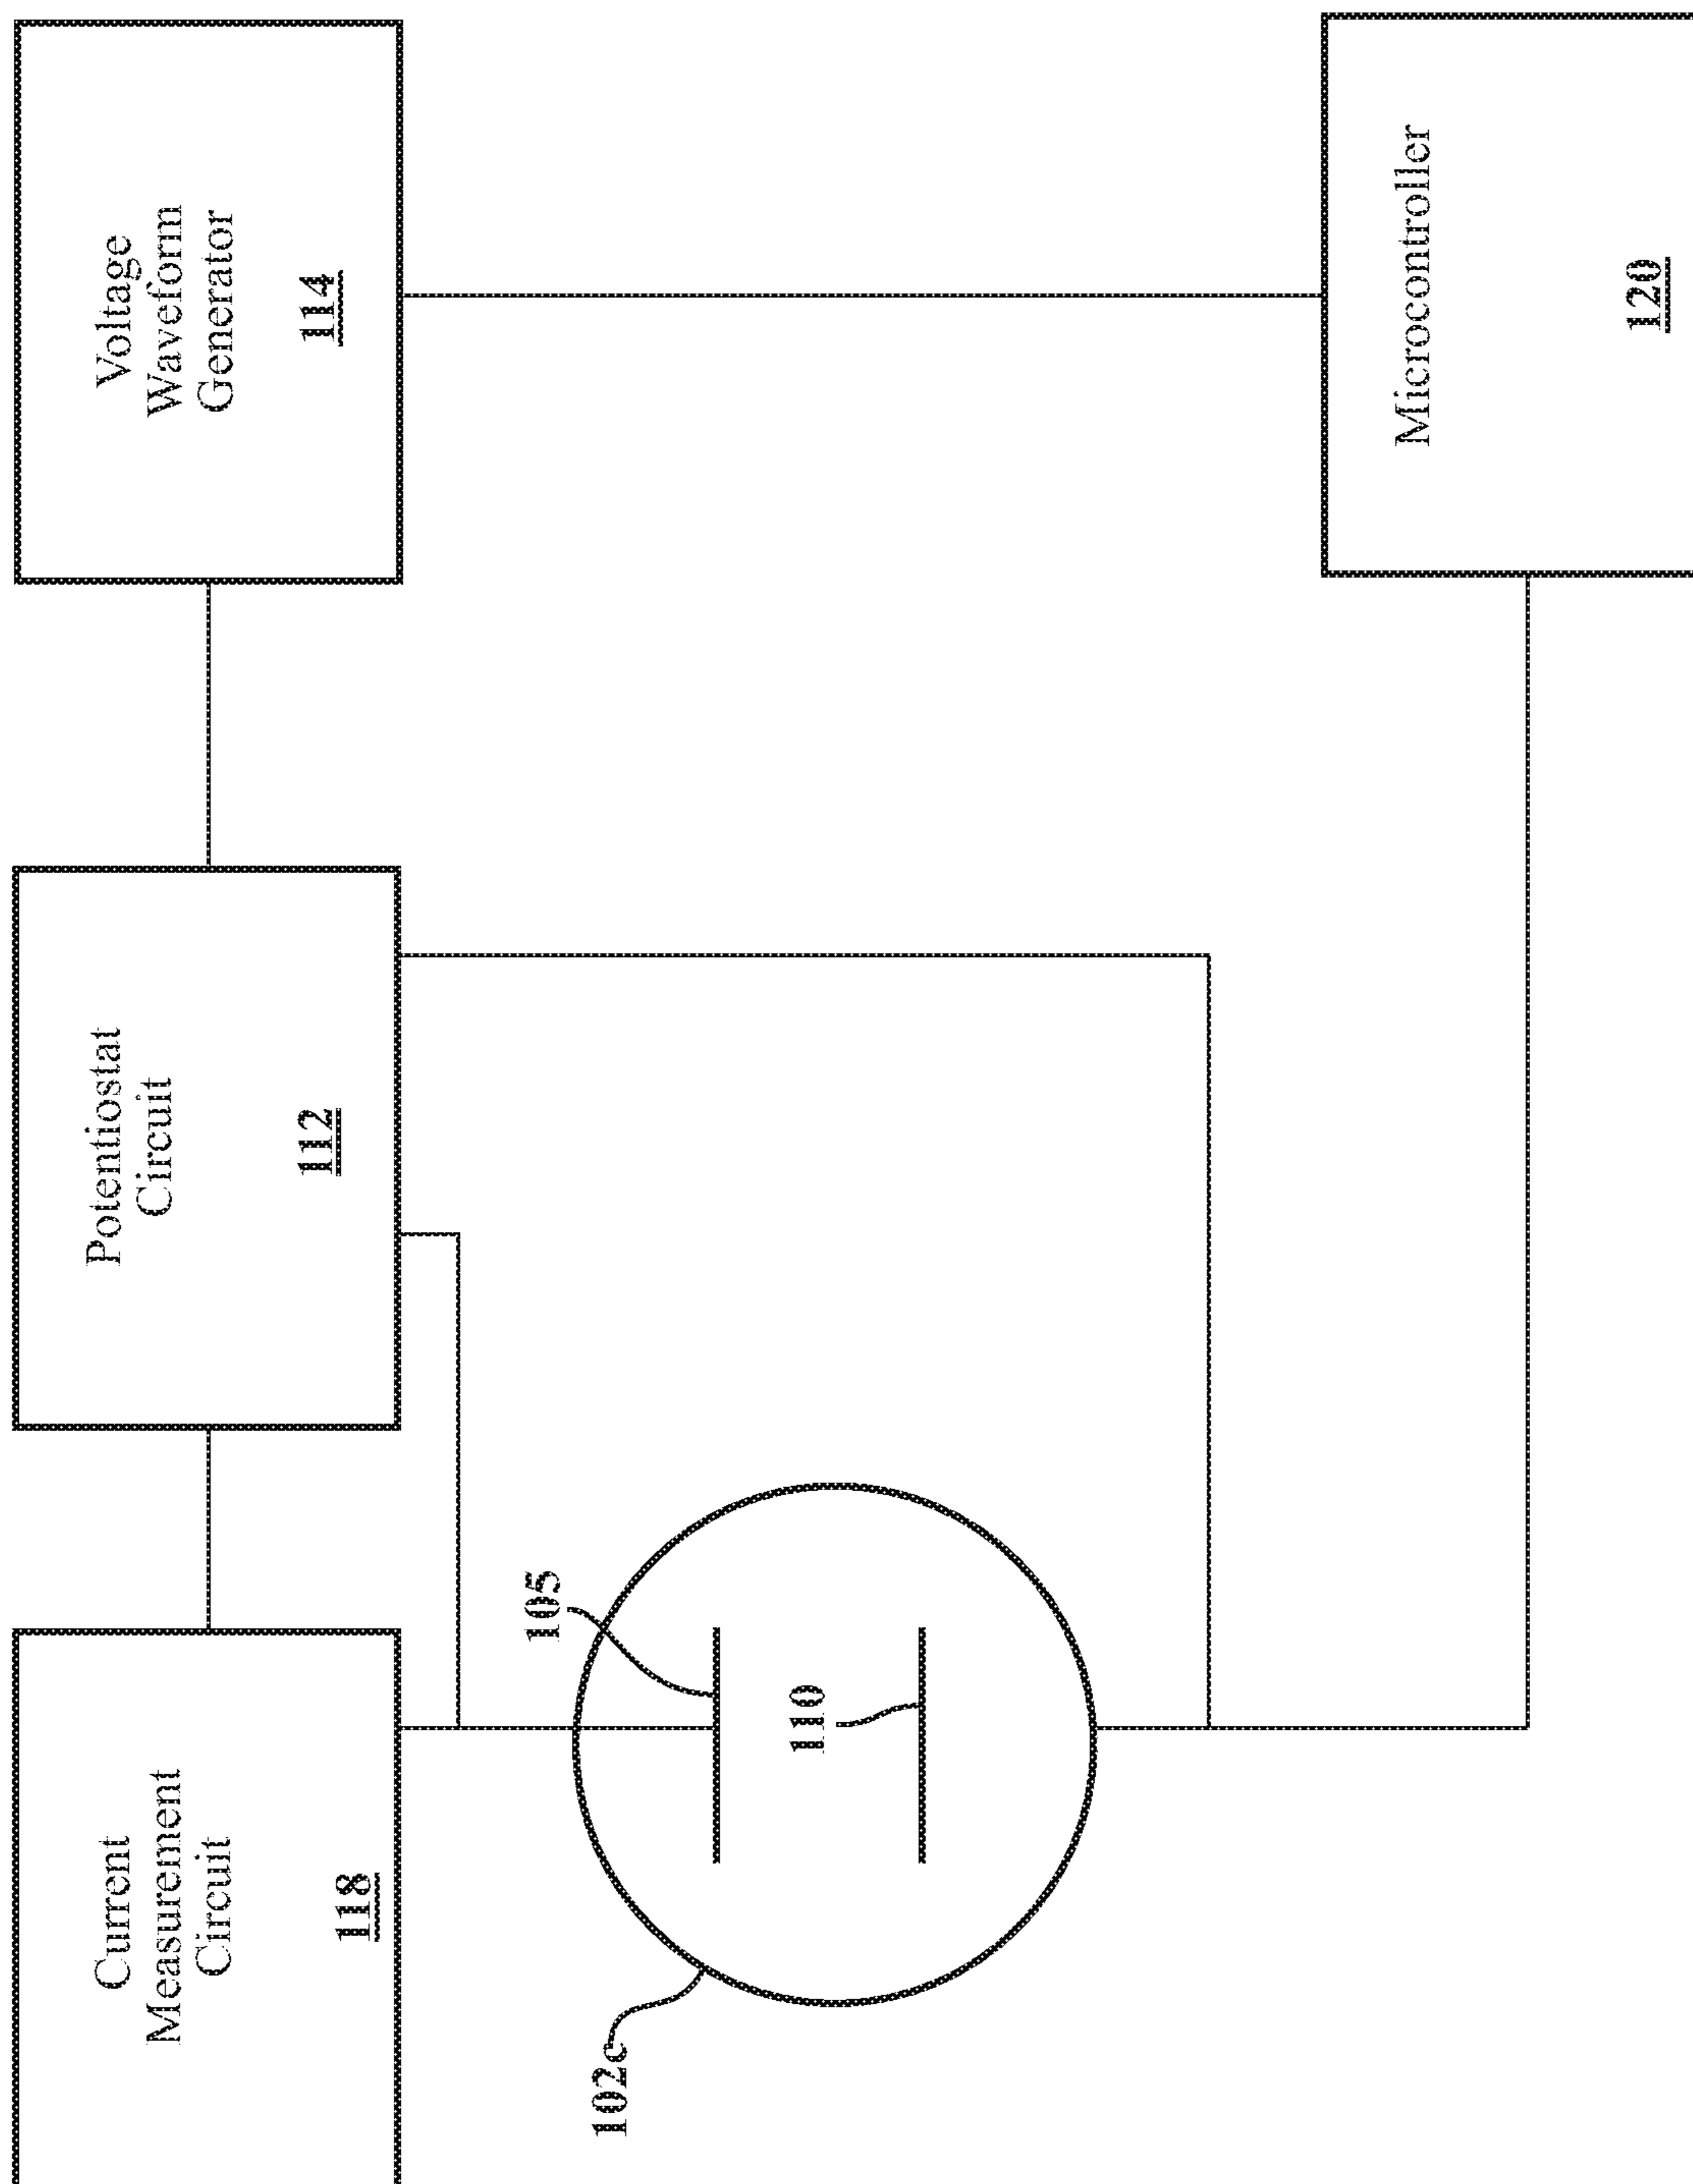 Current
Measurement
Circuit
118
Potentiostat
Circuit
112
Voltage
Waveform
Generator
114
102c
105
110
Microcontroller
120